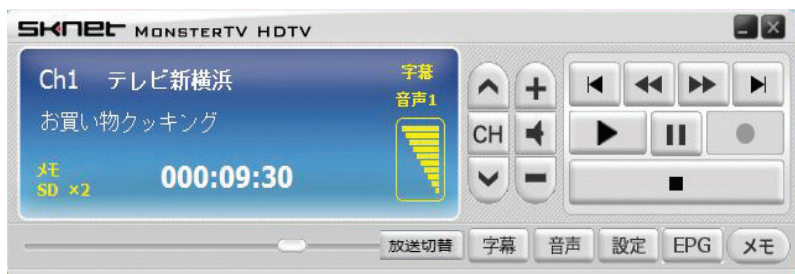 SKNET MONSTERTV HDTV
Ch1 テレビ新横浜
お買い物クッキング
字幕
音声1
メモ
SD ×2
000:09:30
CH
放送切替 字幕 音声 設定 EPG メモ